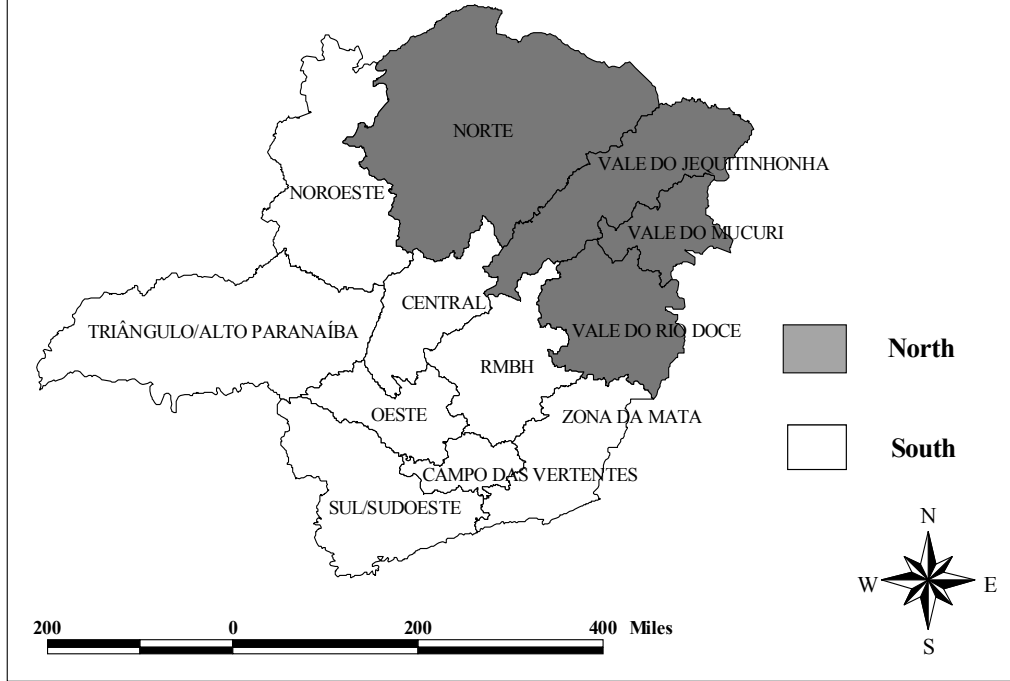 NORTE
VALE DO JEQUITINHONHA
NOROESTE
VALE DO MUCURI
CENTRAL
TRIÂNGULO/ALTO PARANAÍBA
VALE DO RIO DOCE
RMBH
OESTE
ZONA DA MATA
CAMPO DAS VERTENTES
SUL/SUDOESTE
North
South
N
W
E
S
200 0 200 400 Miles